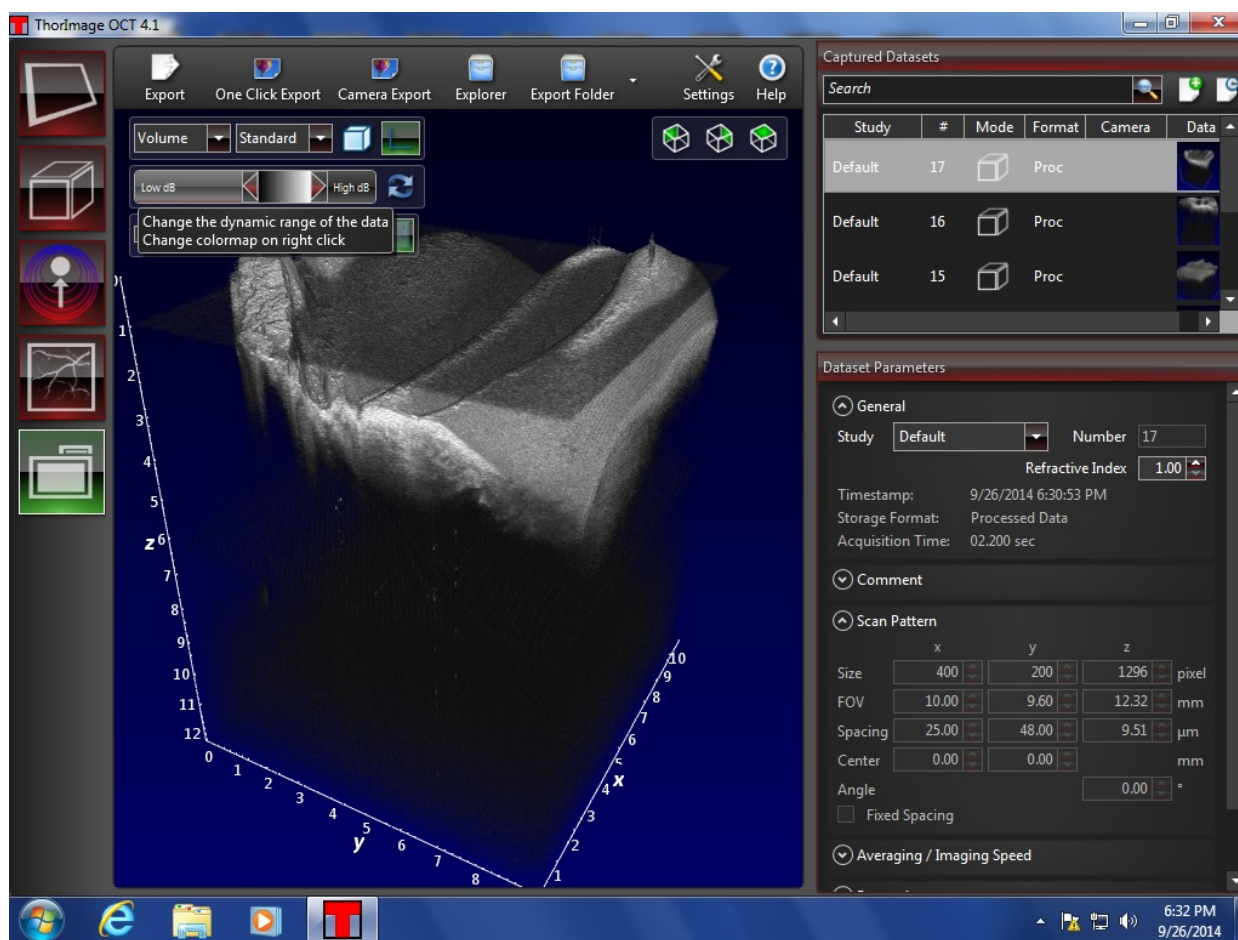 ThorImage OCT 4.1
Export One Click Export Camera Export Explorer Export Folder Settings Help
Volume Standard
Low dB High dB
Change the dynamic range of the data
Change colormap on right click
1
2
3
4
5
z 6
7
8
9
10
11
12
0 1 2 3 4 5 6 7 8
y
1 2 3 4 5 6 7 8 9 10
x
Captured Datasets
Search
Study # Mode Format Camera Data
Default 17 Proc
Default 16 Proc
Default 15 Proc
Dataset Parameters
General
Study Default Number 17
Refractive Index 1.00
Timestamp: 9/26/2014 6:30:53 PM
Storage Format: Processed Data
Acquisition Time: 02.200 sec
Comment
Scan Pattern
x y z
Size 400 200 1296 pixel
FOV 10.00 9.60 12.32 mm
Spacing 25.00 48.00 9.51 µm
Center 0.00 0.00 mm
Angle 0.00 °
Fixed Spacing
Averaging / Imaging Speed
6:32 PM
9/26/2014